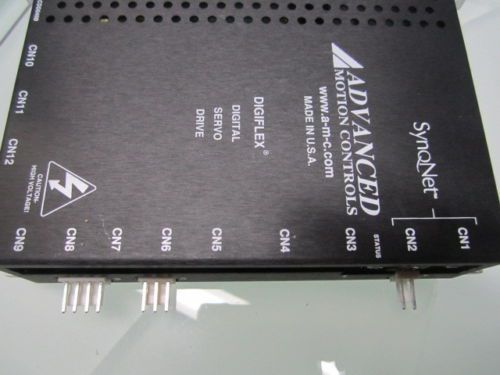 ADVANCED
MOTION CONTROLS
www.a-m-c.com
MADE IN U.S.A.
DIGIFLEX®
DIGITAL
SERVO
DRIVE
SynqNet™
CAUTION-
HIGH VOLTAGE!
CN10
CN11
CN12
CN9
CN8
CN7
CN6
CN5
CN4
CN3
STATUS
CN2
CN1